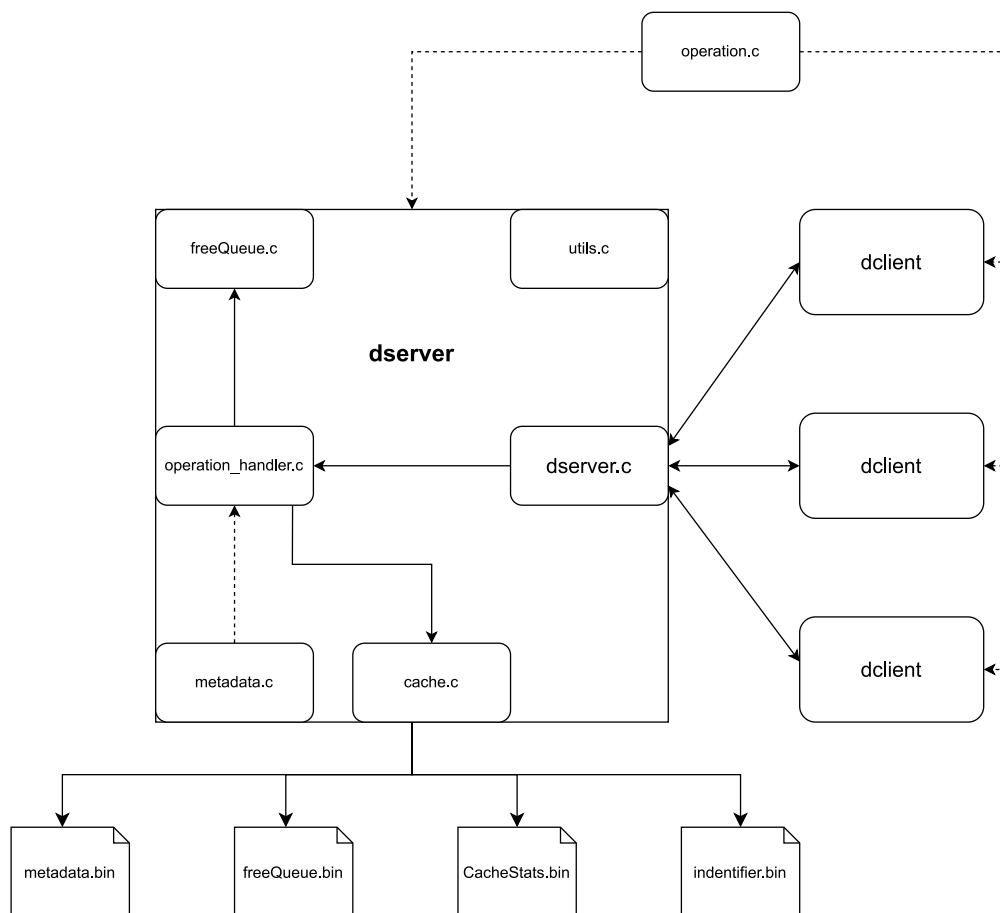 operation.c
freeQueue.c
utils.c
dclient
dserver
operation_handler.c
dserver.c
dclient
metadata.c
cache.c
dclient
metadata.bin
freeQueue.bin
CacheStats.bin
indentifier.bin